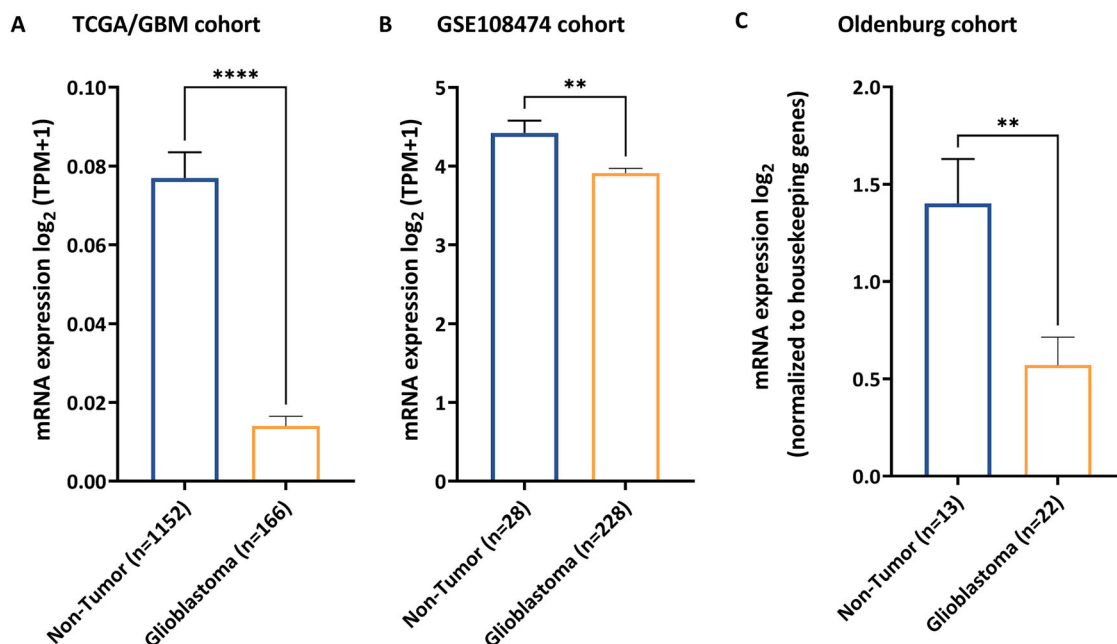 A TCGA/GBM cohort
mRNA expression log2 (TPM+1)
0.10
0.08
0.06
0.04
0.02
0.00
****
Non-Tumor (n=1152)
Glioblastoma (n=166)
B GSE108474 cohort
mRNA expression log2 (TPM+1)
5
4
3
2
1
0
**
Non-Tumor (n=28)
Glioblastoma (n=228)
C Oldenburg cohort
mRNA expression log2
(normalized to housekeeping genes)
2.0
1.5
1.0
0.5
0.0
**
Non-Tumor (n=13)
Glioblastoma (n=22)